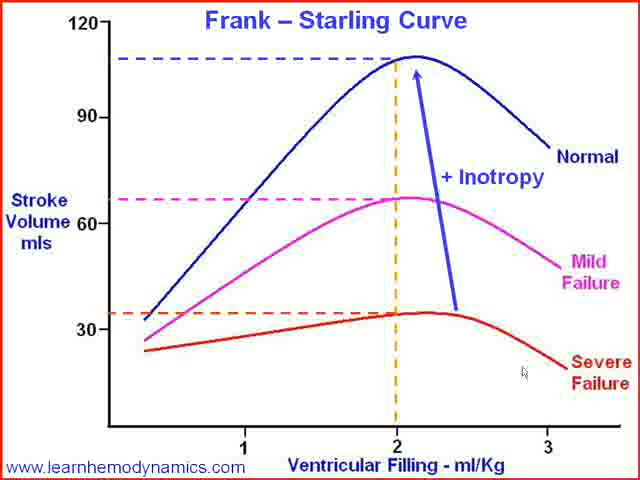 Frank – Starling Curve
120
90
60
30
Stroke
Volume
mls
Normal
+ Inotropy
Mild
Failure
Severe
Failure
1
2
3
Ventricular Filling - ml/Kg
www.learnhemodynamics.com